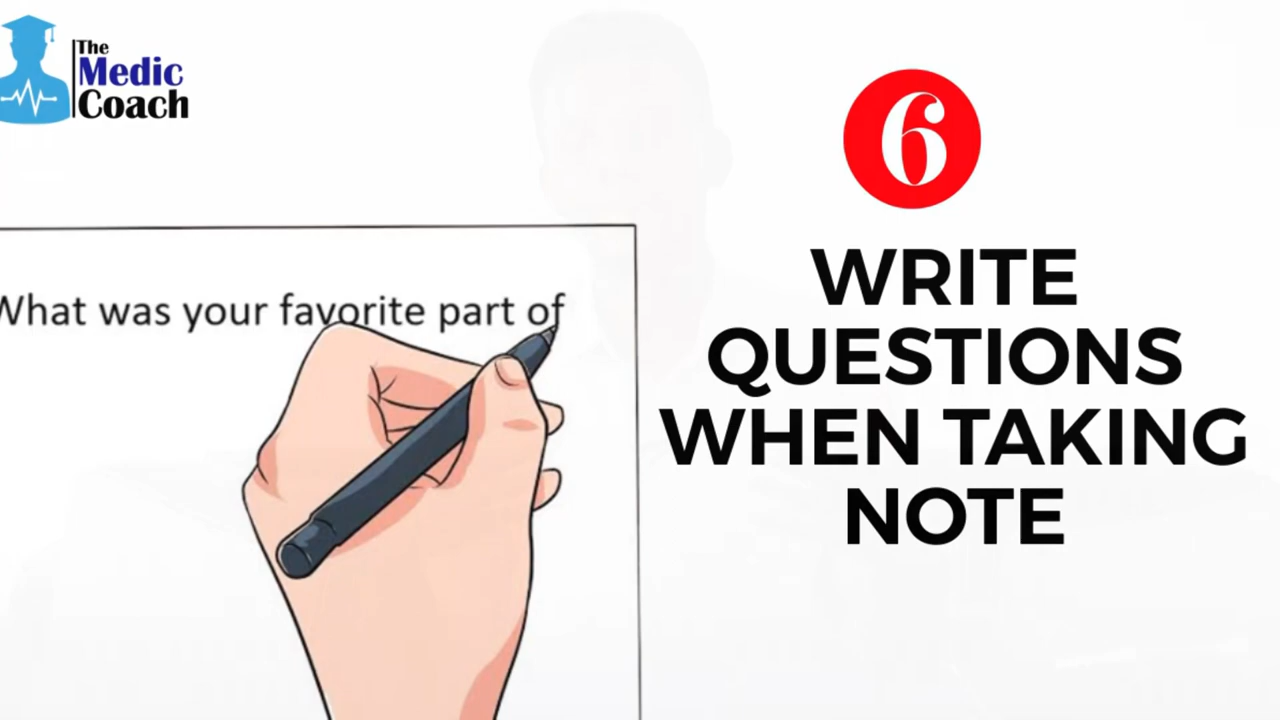 The
Medic
Coach
6
WRITE
QUESTIONS
WHEN TAKING
NOTE
What was your favorite part of